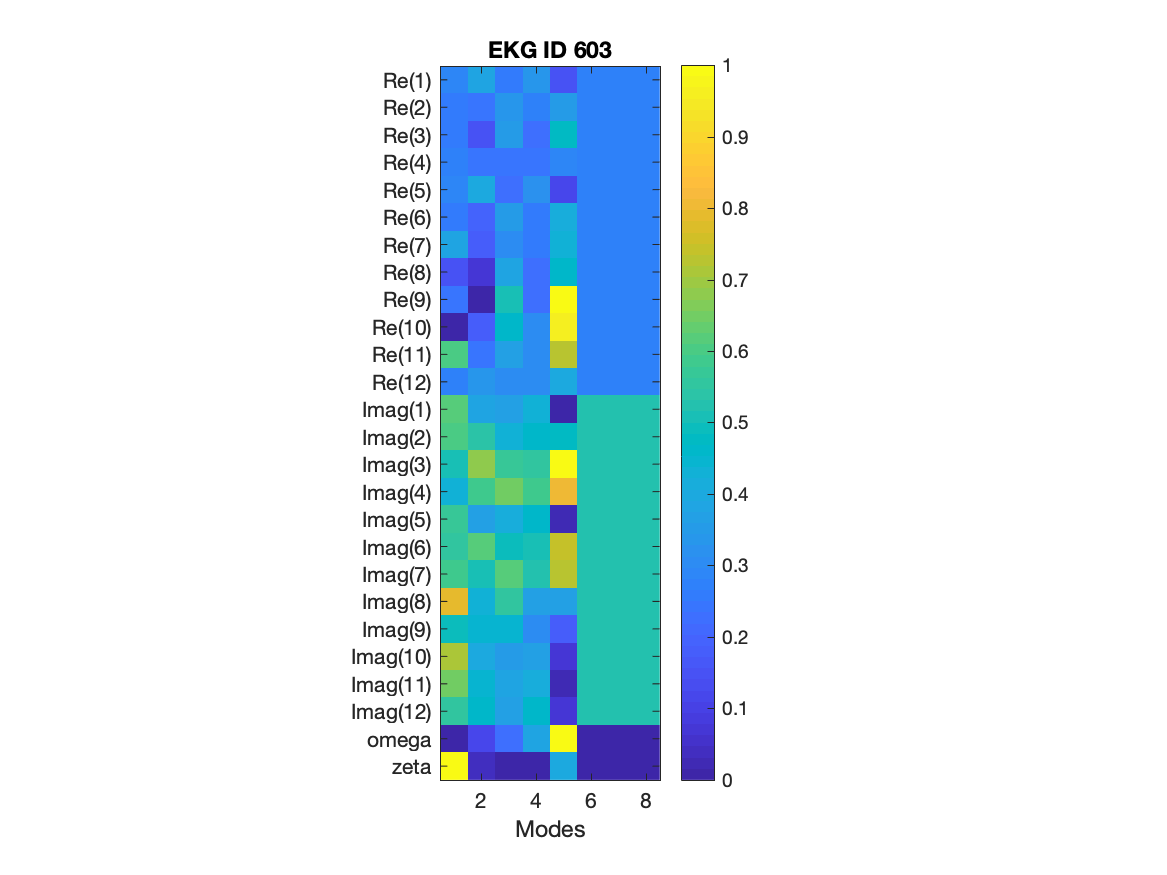 EKG ID 603
Re(1)
Re(2)
Re(3)
Re(4)
Re(5)
Re(6)
Re(7)
Re(8)
Re(9)
Re(10)
Re(11)
Re(12)
Imag(1)
Imag(2)
Imag(3)
Imag(4)
Imag(5)
Imag(6)
Imag(7)
Imag(8)
Imag(9)
Imag(10)
Imag(11)
Imag(12)
omega
zeta
2 4 6 8
Modes
1
0.9
0.8
0.7
0.6
0.5
0.4
0.3
0.2
0.1
0